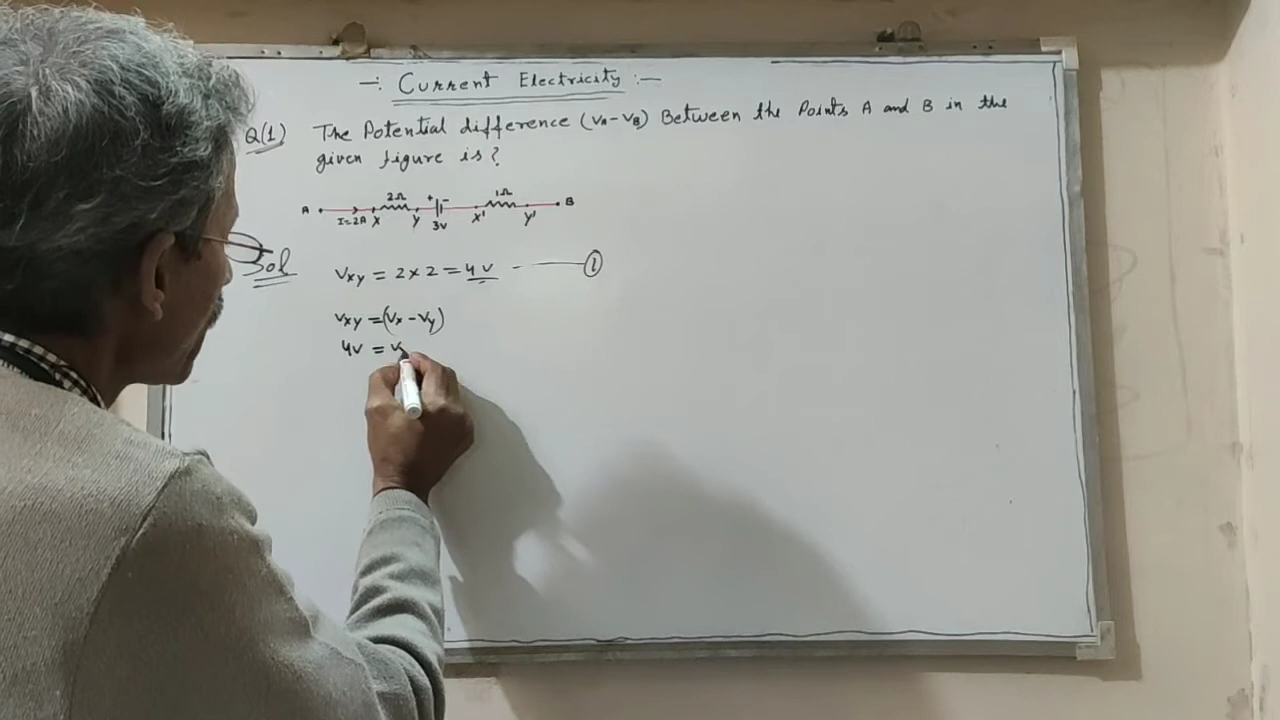 -: Current Electricity :-
Q(1) The Potential difference (VA-VB) Between the Points A and B in the
given figure is?
2Ω + - 1Ω
A I=2A X Y 3V X' Y' B
Sol Vxy = 2 × 2 = 4 V - ①
Vxy = (Vx - Vy)
4V = V